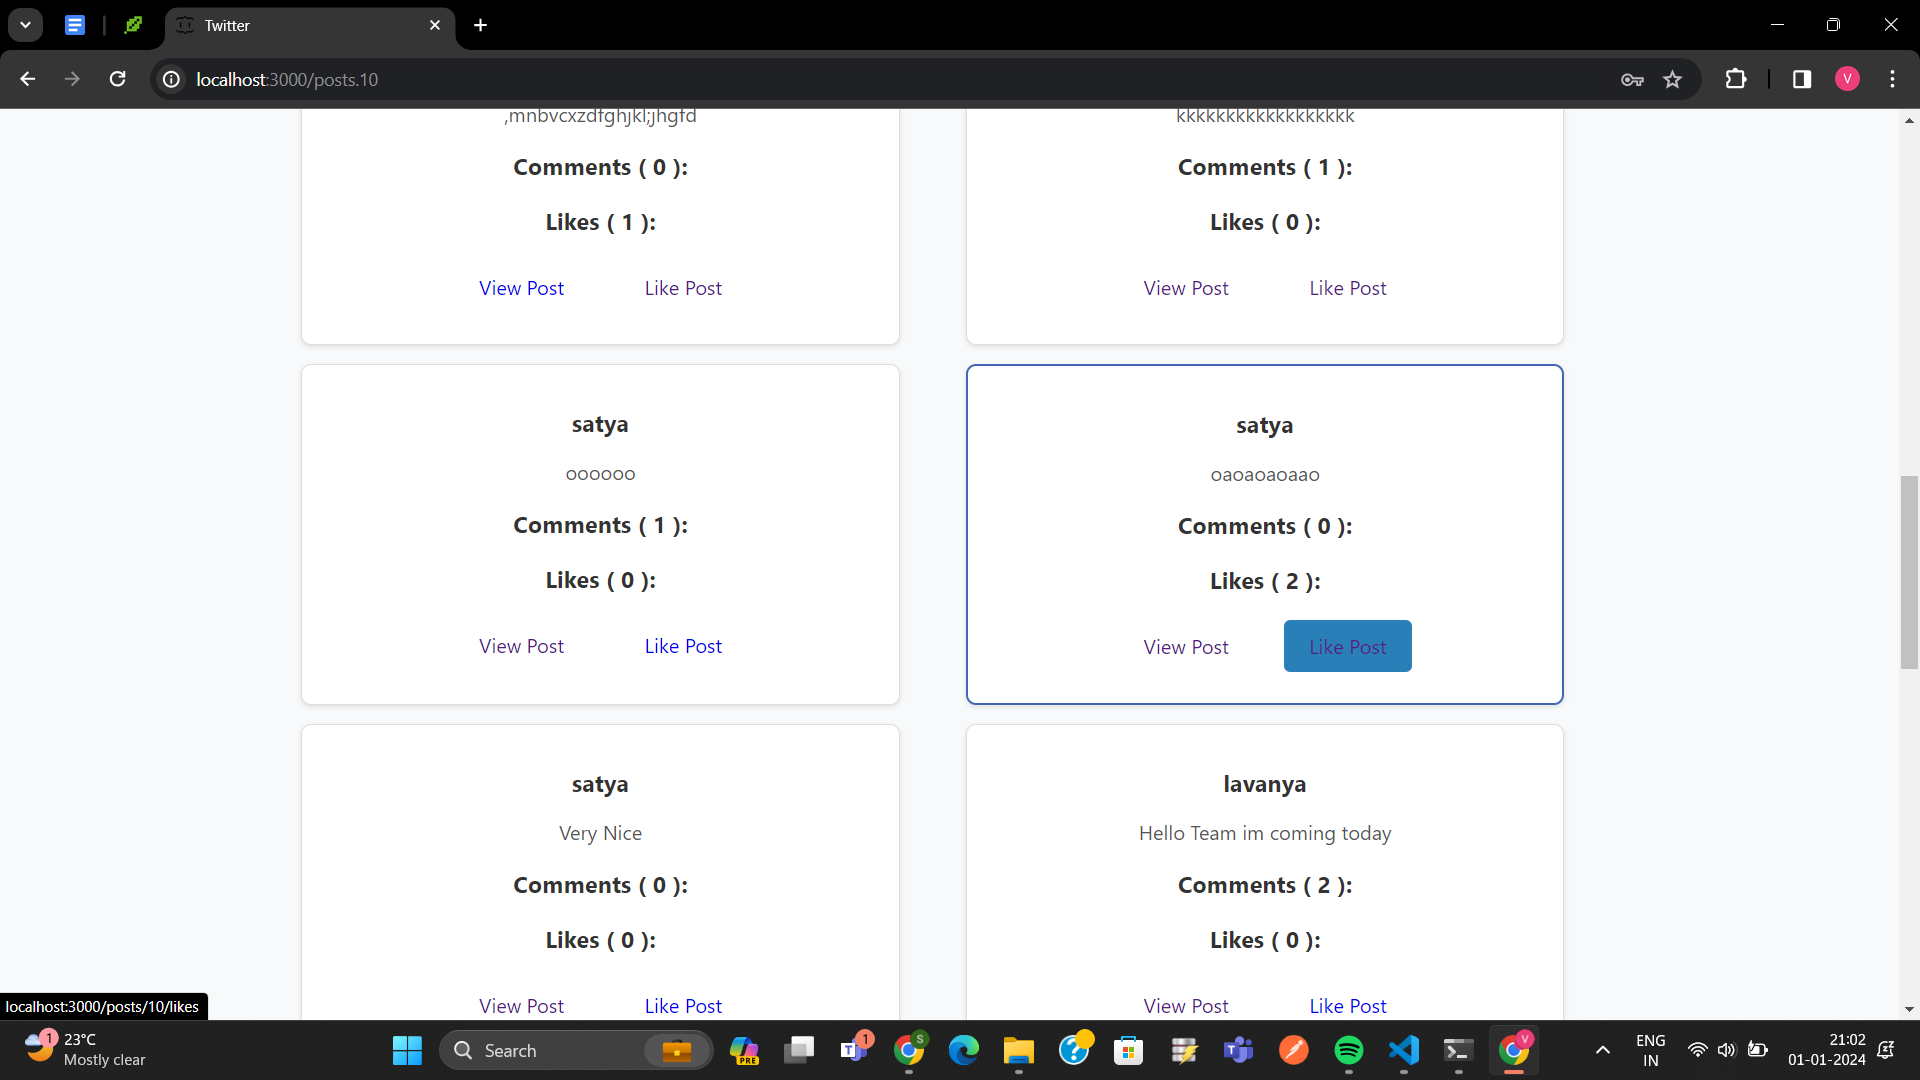 Twitter
localhost:3000/posts.10
,mnbvcxzdfghjkl;jhgfd
Comments ( 0 ):
Likes ( 1 ):
View Post
Like Post
kkkkkkkkkkkkkkkkkk
Comments ( 1 ):
Likes ( 0 ):
View Post
Like Post
satya
oooooo
Comments ( 1 ):
Likes ( 0 ):
View Post
Like Post
satya
oaoaoaoaao
Comments ( 0 ):
Likes ( 2 ):
View Post
Like Post
satya
Very Nice
Comments ( 0 ):
Likes ( 0 ):
View Post
Like Post
lavanya
Hello Team im coming today
Comments ( 2 ):
Likes ( 0 ):
View Post
Like Post
localhost:3000/posts/10/likes
1
23°C
Mostly clear
Search
PRE
T
1
S
V
V
ENG
IN
21:02
01-01-2024